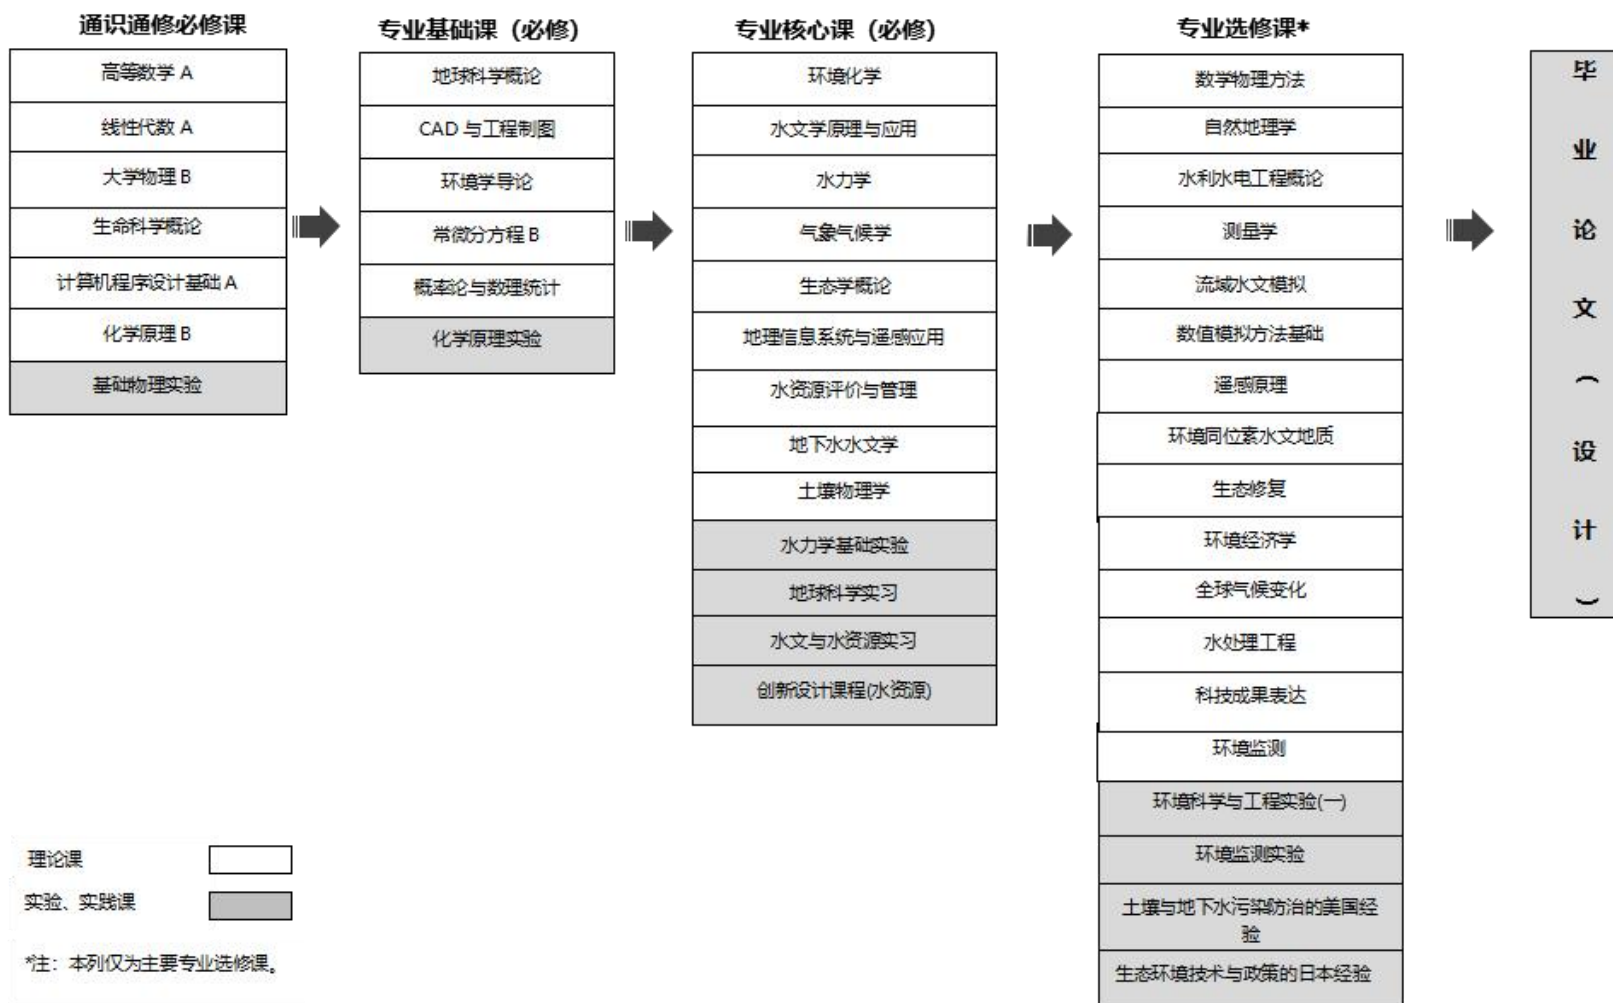 通识通修必修课
高等数学 A
线性代数 A
大学物理 B
生命科学概论
计算机程序设计基础 A
化学原理 B
基础物理实验
专业基础课（必修）
地球科学概论
CAD 与工程制图
环境学导论
常微分方程 B
概率论与数理统计
化学原理实验
专业核心课（必修）
环境化学
水文学原理与应用
水力学
气象气候学
生态学概论
地理信息系统与遥感应用
水资源评价与管理
地下水水文学
土壤物理学
水力学基础实验
地球科学实习
水文与水资源实习
创新设计课程(水资源)
专业选修课*
数学物理方法
自然地理学
水利水电工程概论
测量学
流域水文模拟
数值模拟方法基础
遥感原理
环境同位素水文地质
生态修复
环境经济学
全球气候变化
水处理工程
科技成果表达
环境监测
环境科学与工程实验(一)
环境监测实验
土壤与地下水污染防治的美国经
验
生态环境技术与政策的日本经验
毕业论文（设计）
理论课
实验、实践课
*注：本列仅为主要专业选修课。